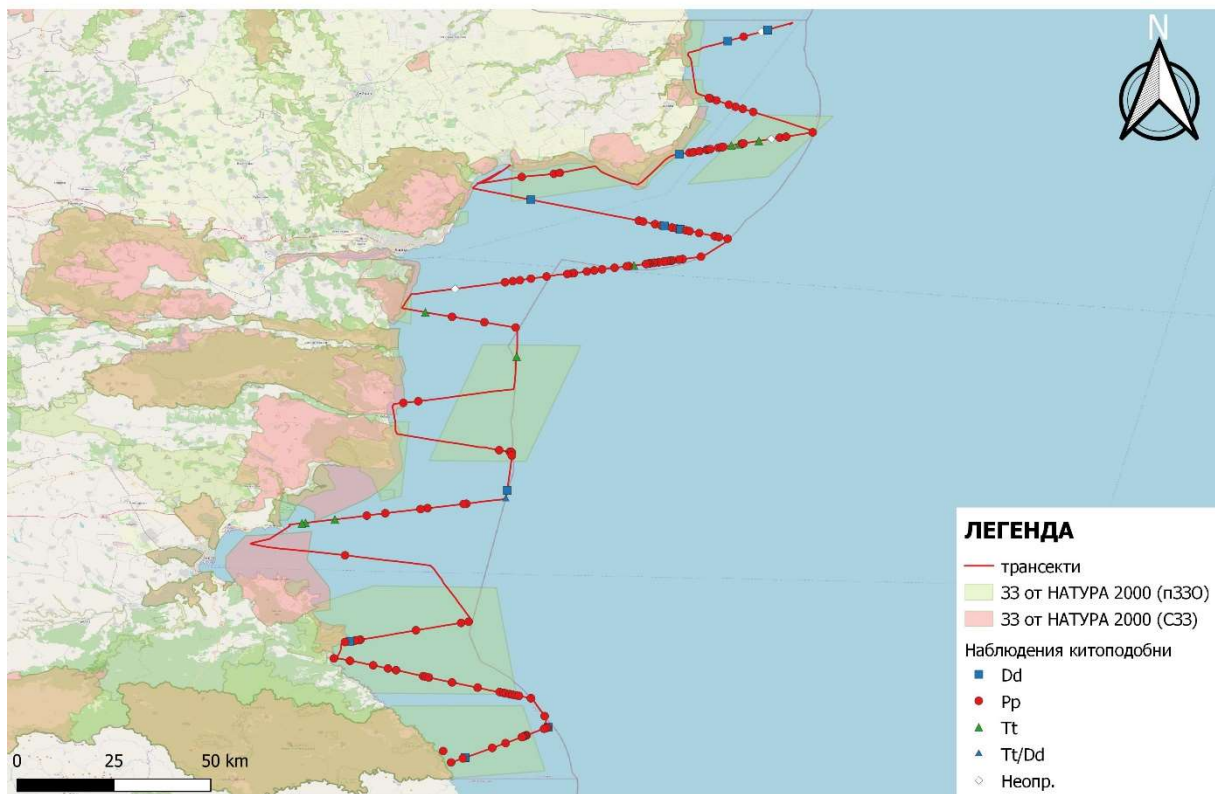 N
ЛЕГЕНДА
трансекти
ЗЗ от НАТУРА 2000 (пЗЗО)
ЗЗ от НАТУРА 2000 (СЗЗ)
Наблюдения китоподобни
Dd
Pp
Tt
Tt/Dd
Неопр.
0 25 50 km